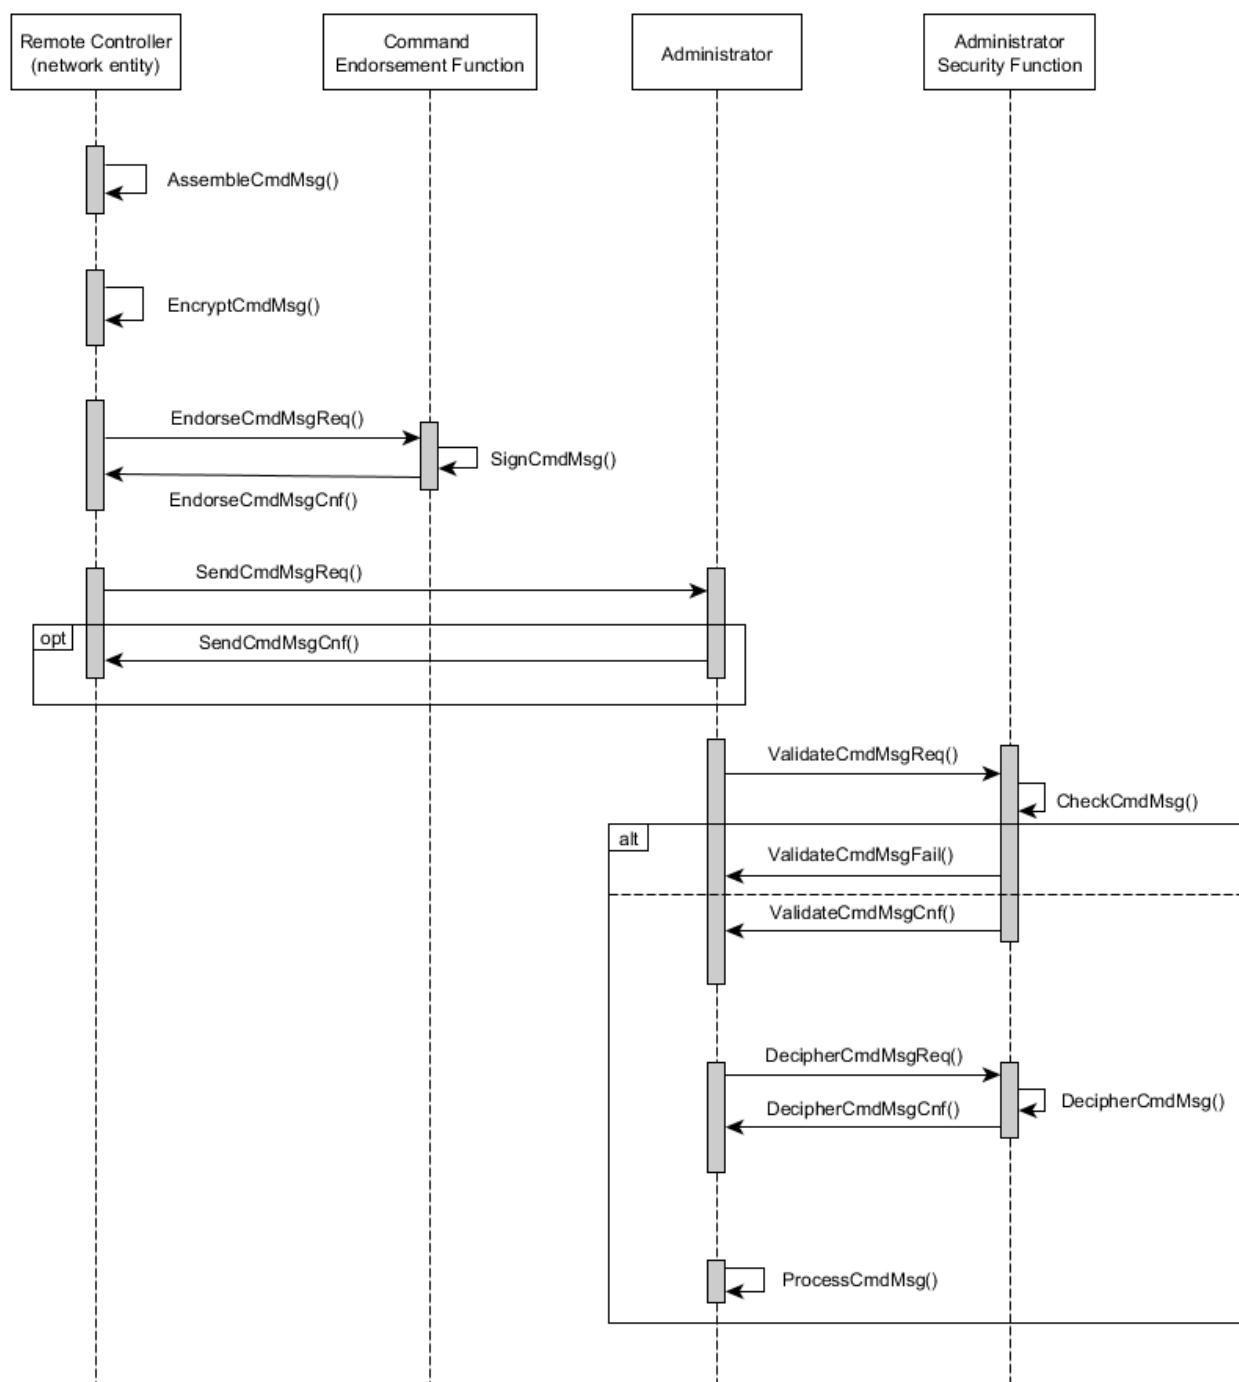 Remote Controller
(network entity)
Command
Endorsement Function
Administrator
Administrator
Security Function
AssembleCmdMsg()
EncryptCmdMsg()
EndorseCmdMsgReq()
SignCmdMsg()
EndorseCmdMsgCnf()
SendCmdMsgReq()
opt
SendCmdMsgCnf()
ValidateCmdMsgReq()
CheckCmdMsg()
alt
ValidateCmdMsgFail()
ValidateCmdMsgCnf()
DecipherCmdMsgReq()
DecipherCmdMsg()
DecipherCmdMsgCnf()
ProcessCmdMsg()